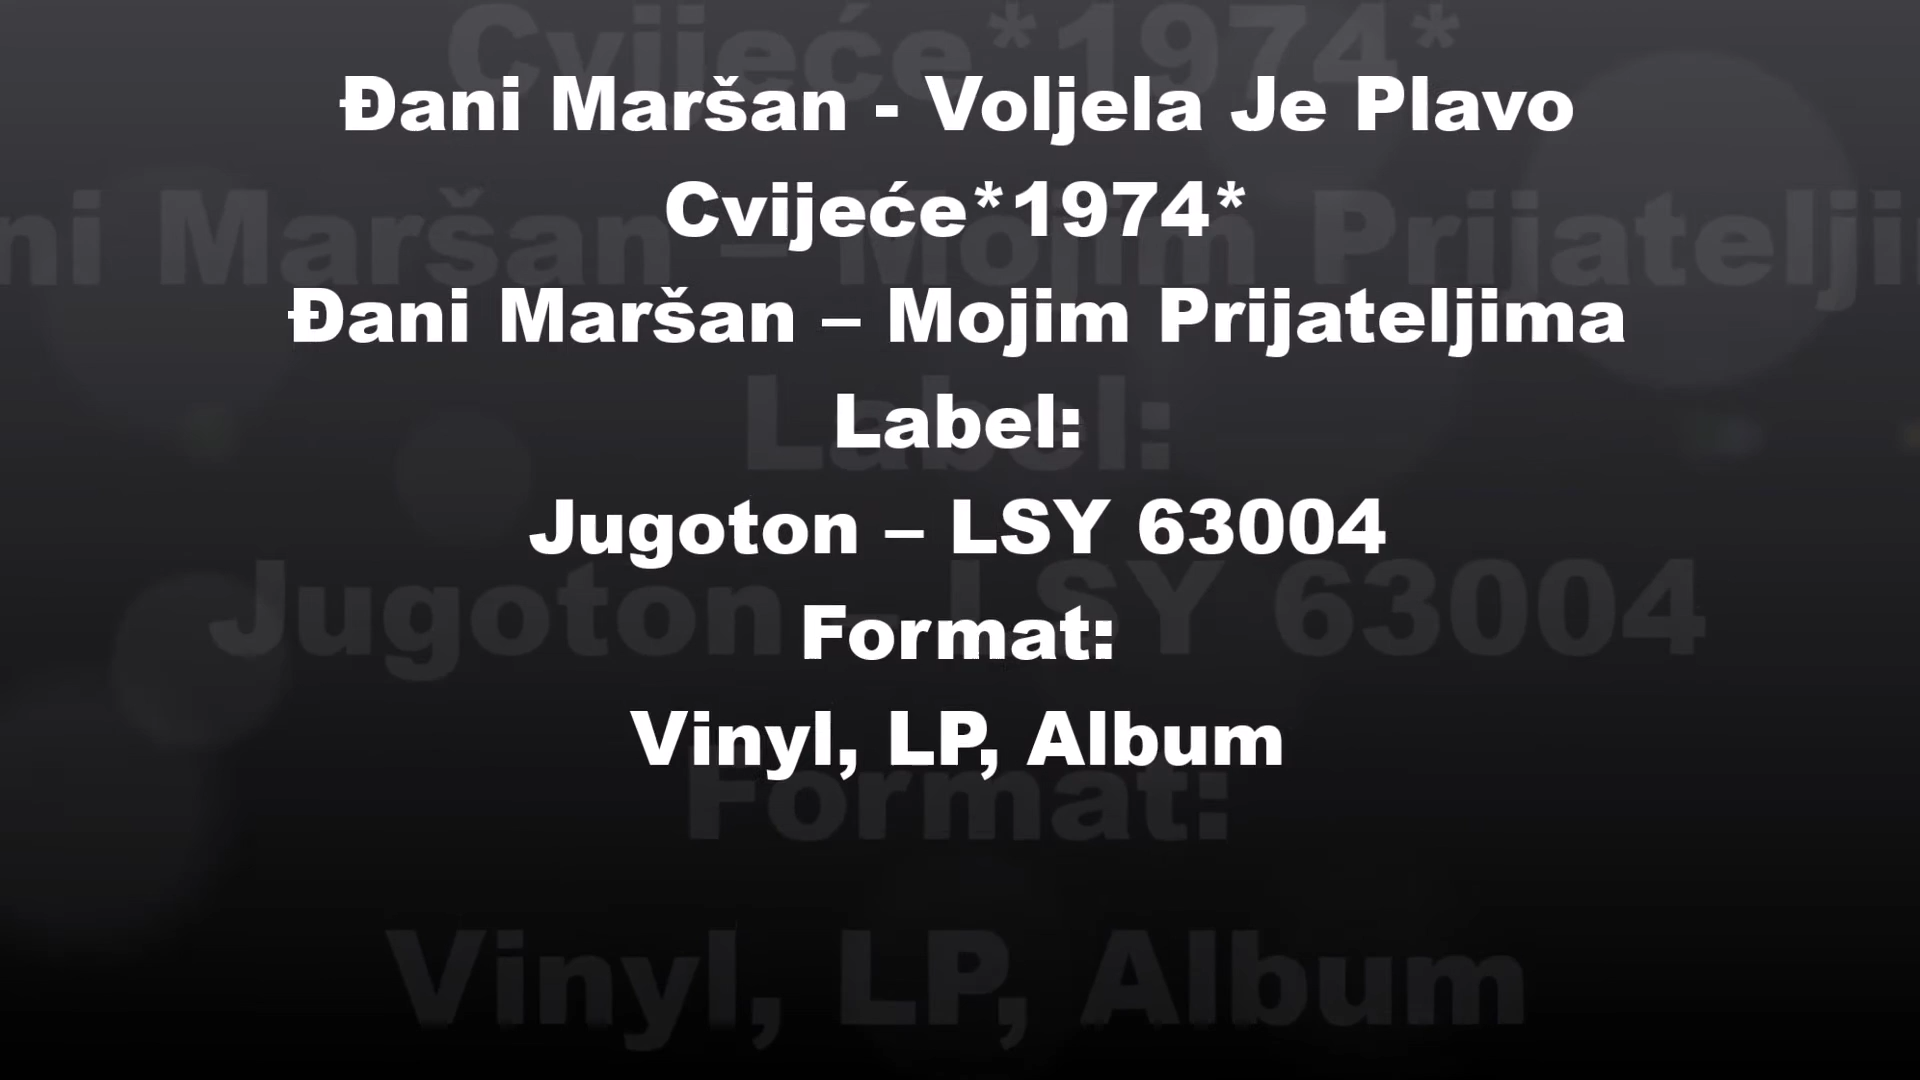 Đani Maršan - Voljela Je Plavo
Cvijeće*1974*
Đani Maršan – Mojim Prijateljima
Label:
Jugoton – LSY 63004
Format:
Vinyl, LP, Album